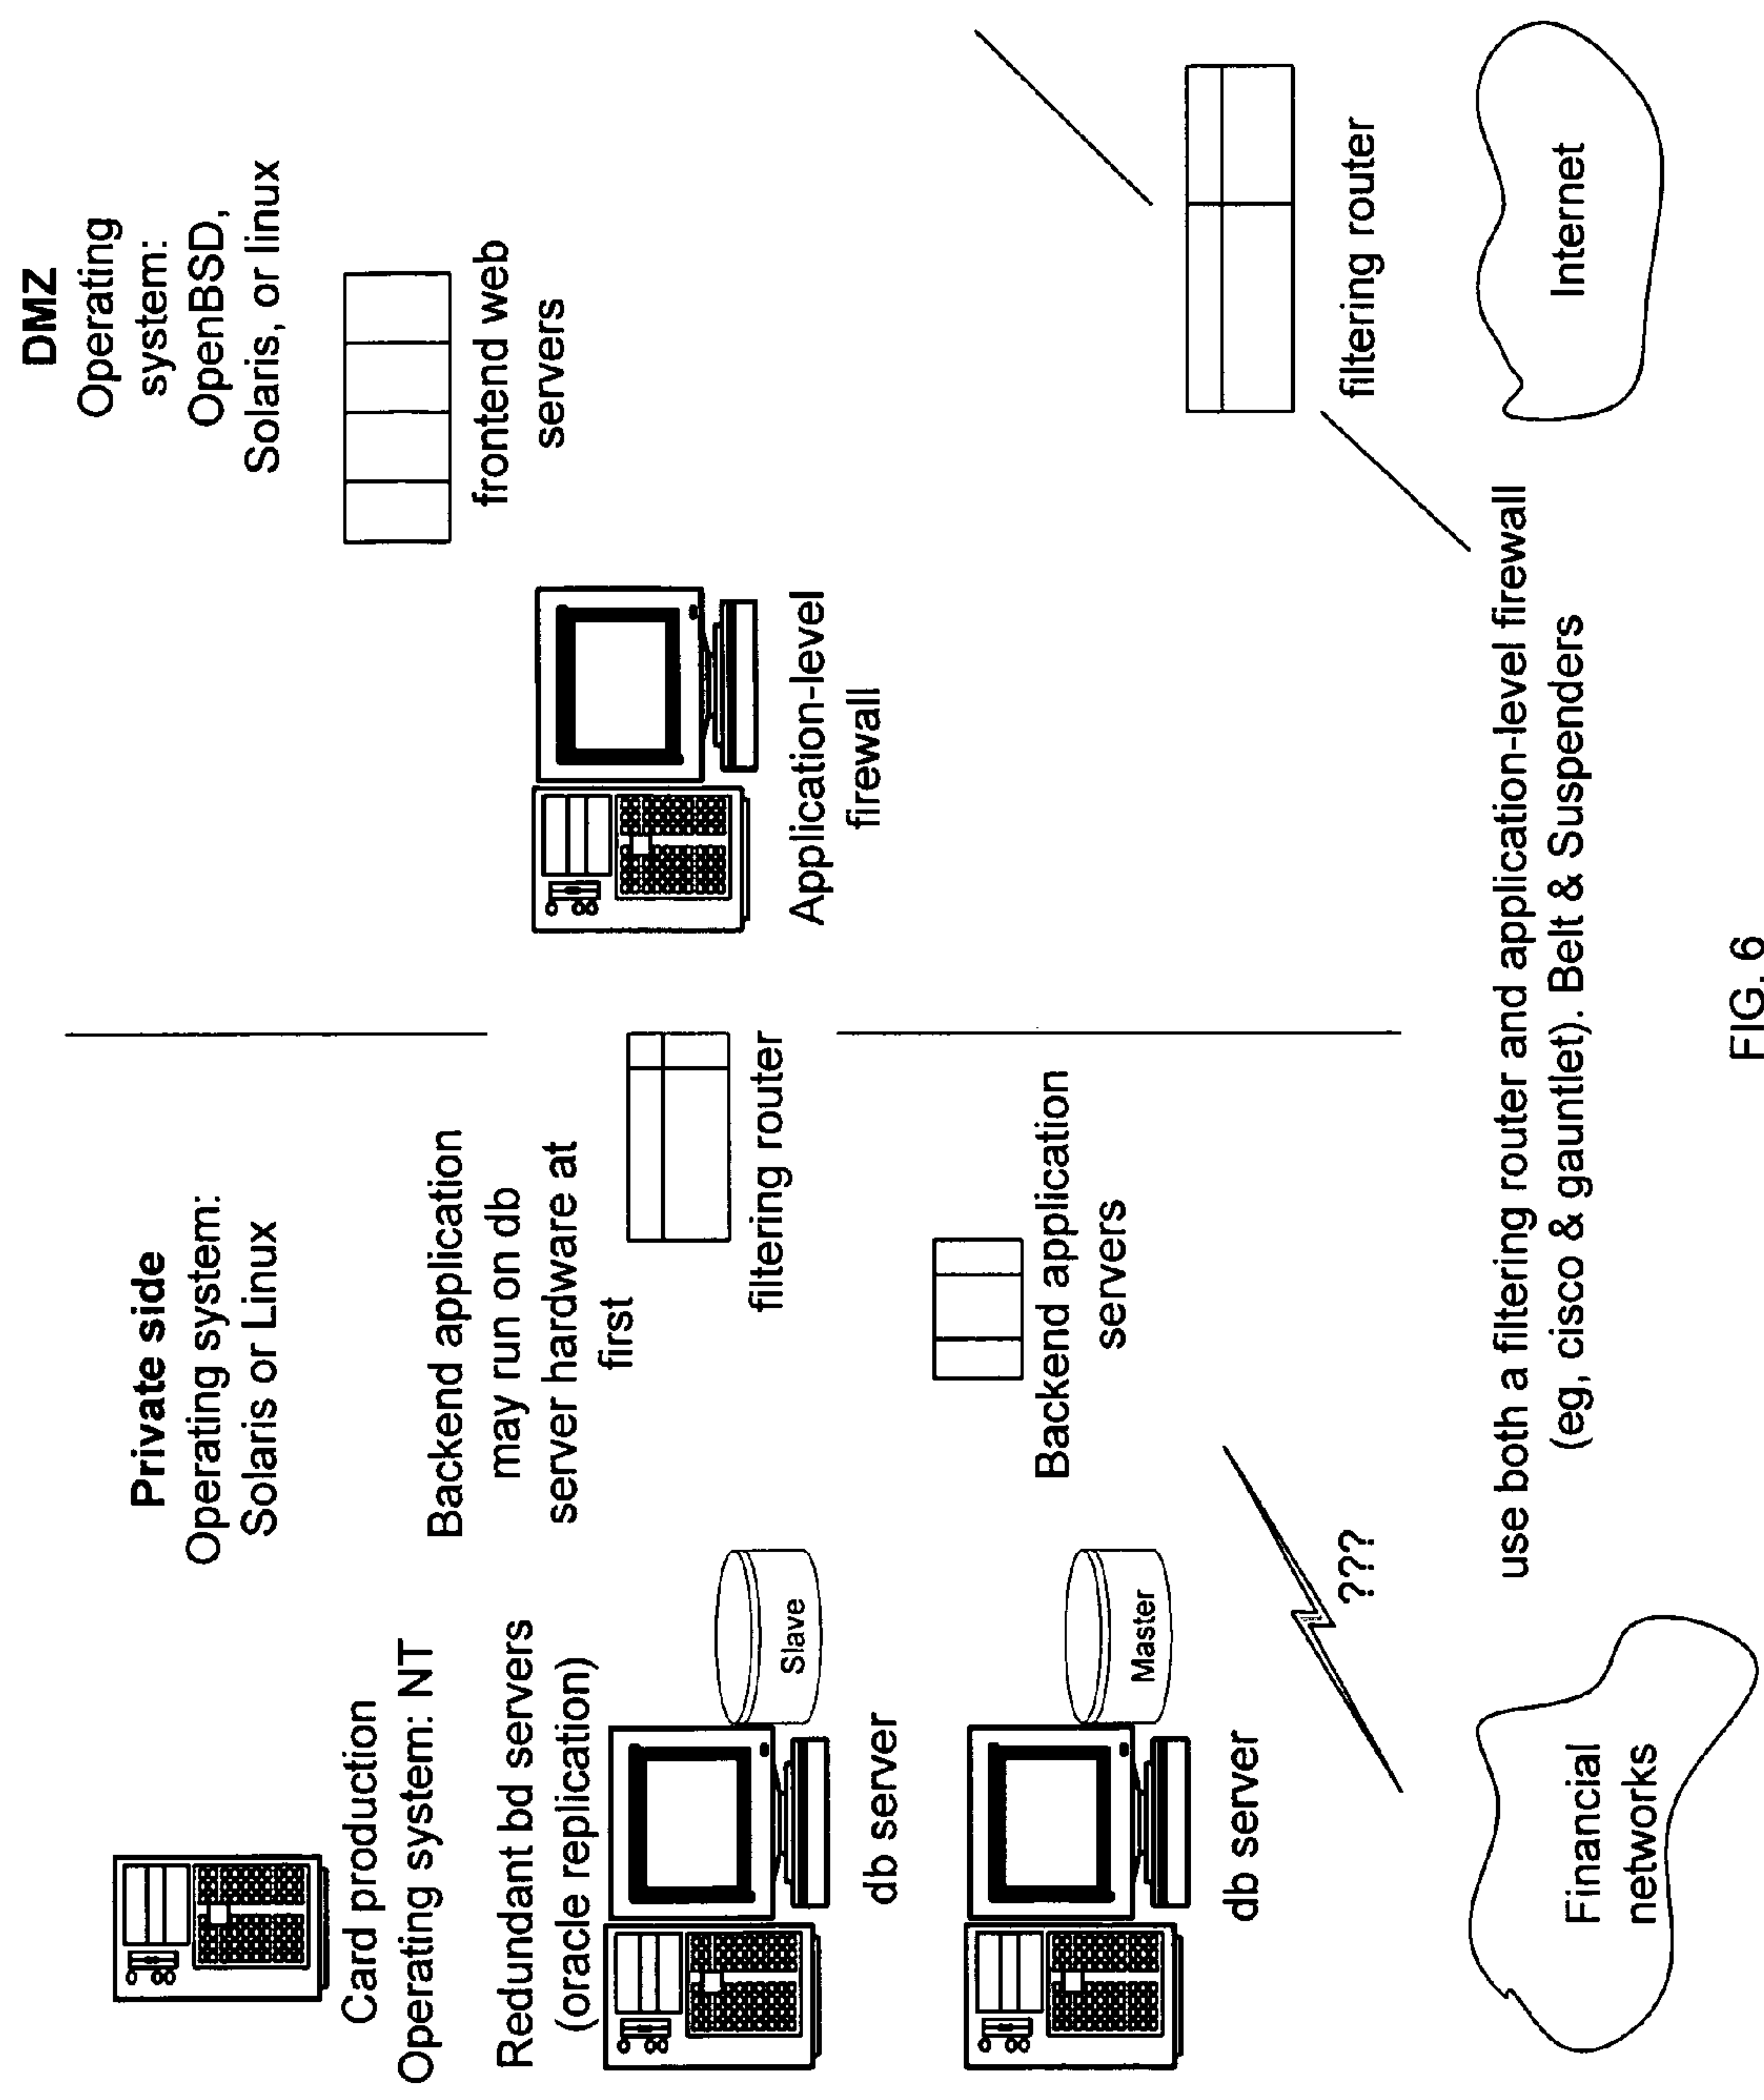 Card production
Operating system: NT
Redundant bd servers
(oracle replication)
Slave
db server
Master
db server
Financial
networks
???
Private side
Operating system:
Solaris or Linux
Backend application
may run on db
server hardware at
first
filtering router
Backend application
servers
DMZ
Operating
system:
OpenBSD,
Solaris, or linux
frontend web
servers
Application-level
firewall
filtering router
Internet
use both a filtering router and application-level firewall
(eg, cisco & gauntlet). Belt & Suspenders
FIG. 6